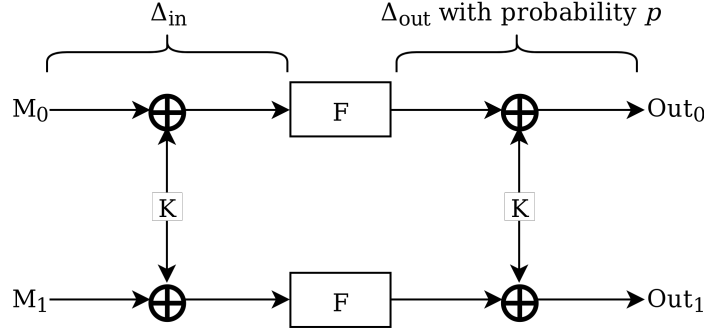 Δin
Δout with probability p
M0
F
Out0
K
K
M1
F
Out1